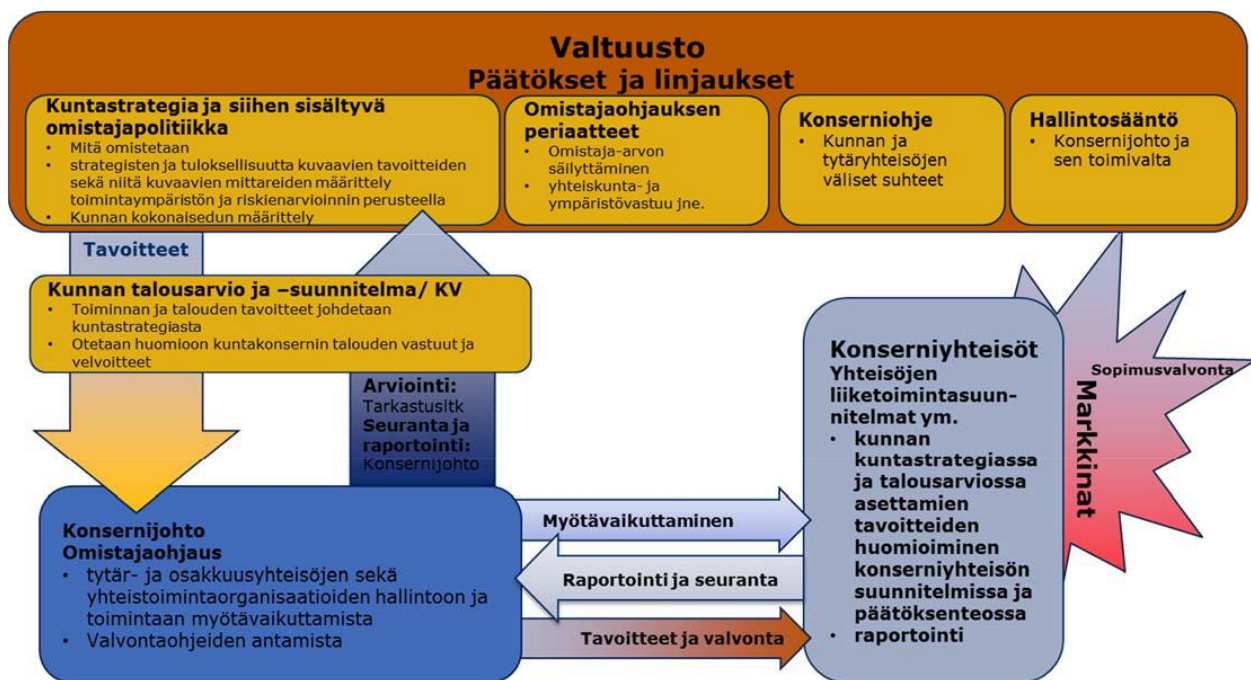 Valtuusto
Päätökset ja linjaukset
Kuntastrategia ja siihen sisältyvä
omistajapolitiikka
• Mitä omistetaan
• strategisten ja tuloksellisuutta kuvaavien tavoitteiden
sekä niitä kuvaavien mittareiden määrittely
toimintaympäristön ja riskienarvioinnin perusteella
• Kunnan kokonaisedun määrittely
Omistajaohjauksen
periaatteet
• Omistaja-arvon
säilyttäminen
• yhteiskunta- ja
ympäristövastuu jne.
Konserniohje
• Kunnan ja
tytäryhteisöjen
väliset suhteet
Hallintosääntö
• Konsernijohto ja
sen toimivalta
Tavoitteet
Kunnan talousarvio ja –suunnitelma/ KV
• Toiminnan ja talouden tavoitteet johdetaan
kuntastrategiasta
• Otetaan huomioon kuntakonsernin talouden vastuut ja
velvoitteet
Arviointi:
Tarkastusltk
Seuranta ja
raportointi:
Konsernijohto
Konsernijohto
Omistajaohjaus
• tytär- ja osakkuusyhteisöjen sekä
yhteistoimintaorganisaatioiden hallintoon ja
toimintaan myötävaikuttamista
• Valvontaohjeiden antamista
Myötävaikuttaminen
Raportointi ja seuranta
Tavoitteet ja valvonta
Konserniyhteisöt
Yhteisöjen
liiketoimintasuun-
nitelmat ym.
• kunnan
kuntastrategiassa
ja talousarviossa
asettamien
tavoitteiden
huomioiminen
konserniyhteisön
suunnitelmissa ja
päätöksenteossa
• raportointi
Sopimusvalvonta
Markkinat